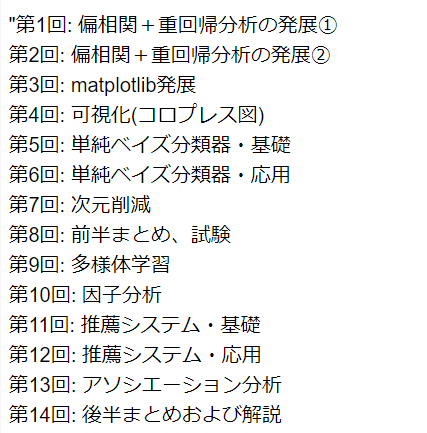 "第1回: 偏相関＋重回帰分析の発展①
第2回: 偏相関＋重回帰分析の発展②
第3回: matplotlib発展
第4回: 可視化(コロプレス図)
第5回: 単純ベイズ分類器・基礎
第6回: 単純ベイズ分類器・応用
第7回: 次元削減
第8回: 前半まとめ、試験
第9回: 多様体学習
第10回: 因子分析
第11回: 推薦システム・基礎
第12回: 推薦システム・応用
第13回: アソシエーション分析
第14回: 後半まとめおよび解説